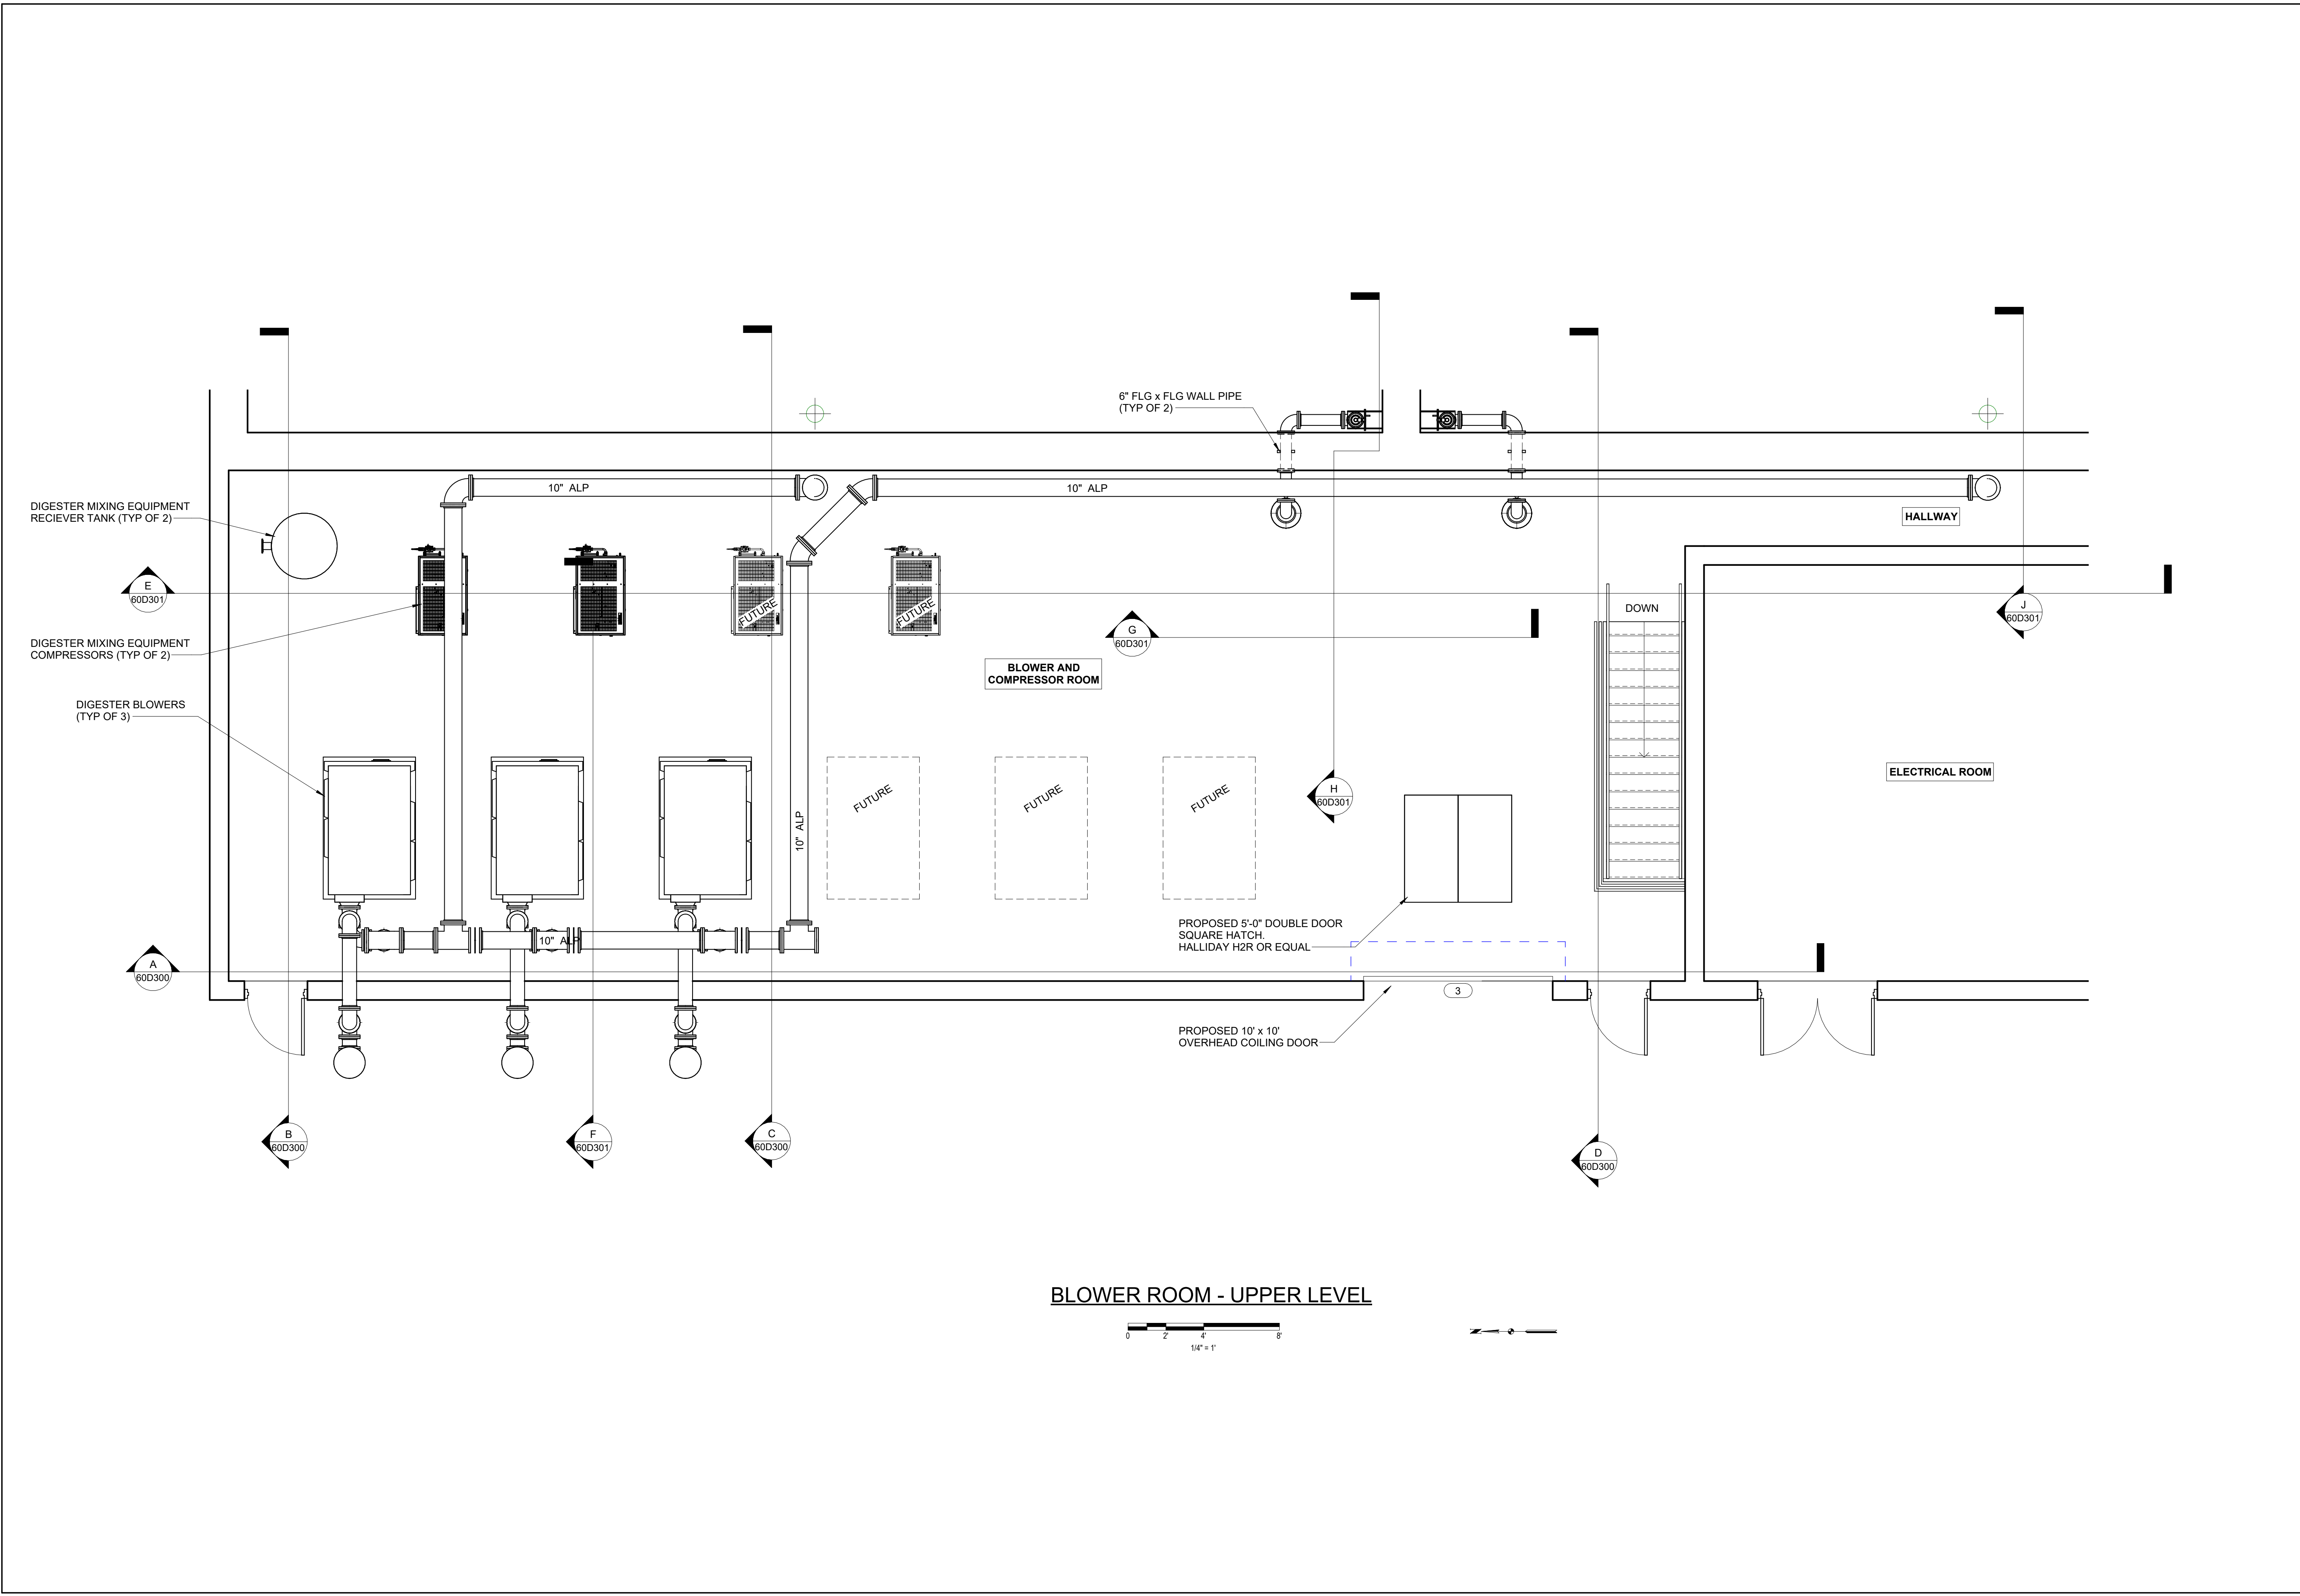 6" FLG x FLG WALL PIPE
(TYP OF 2)
10" ALP
10" ALP
DIGESTER MIXING EQUIPMENT
RECIEVER TANK (TYP OF 2)
HALLWAY
E
60D301
FUTURE
FUTURE
DOWN
J
60D301
G
60D301
DIGESTER MIXING EQUIPMENT
COMPRESSORS (TYP OF 2)
BLOWER AND
COMPRESSOR ROOM
DIGESTER BLOWERS
(TYP OF 3)
ELECTRICAL ROOM
FUTURE
FUTURE
FUTURE
H
60D301
10" ALP
10" ALP
PROPOSED 5'-0" DOUBLE DOOR
SQUARE HATCH.
HALLIDAY H2R OR EQUAL
A
60D300
3
PROPOSED 10' x 10'
OVERHEAD COILING DOOR
B
60D300
F
60D301
C
60D300
D
60D300
BLOWER ROOM - UPPER LEVEL
0 2' 4' 8'
1/4" = 1'
Z